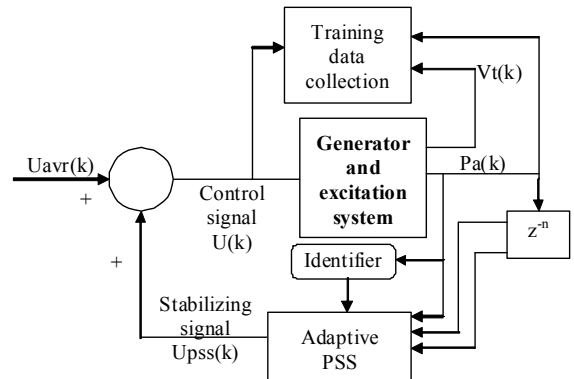 Training
data
collection
Vt(k)
Uavr(k)
+
Generator
and
excitation
system
Pa(k)
Control
signal
U(k)
z-n
+
Identifier
Stabilizing
signal
Upss(k)
Adaptive
PSS